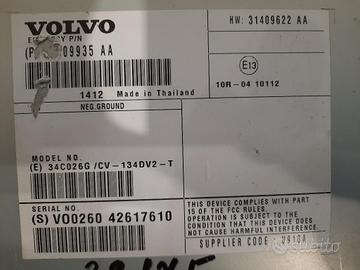 VOLVO
HW: 31409622 AA
P/N
09935 AA
E13
10R-04 10112
1412 Made in Thailand
NEG.GROUND
MODEL NO.
(E) 34C026G /CV-134DV2-T
SERIAL NO.
(S) V00260 42617610
THIS DEVICE COMPLIES WITH PART
15 OF THE FCC RULES.
OPERATION IS SUBJECT TO THE
CONDITION THAT THIS DEVICE
DOES NOT CAUSE HARMFUL
INTERFERENCE.
SUPPLIER CODE